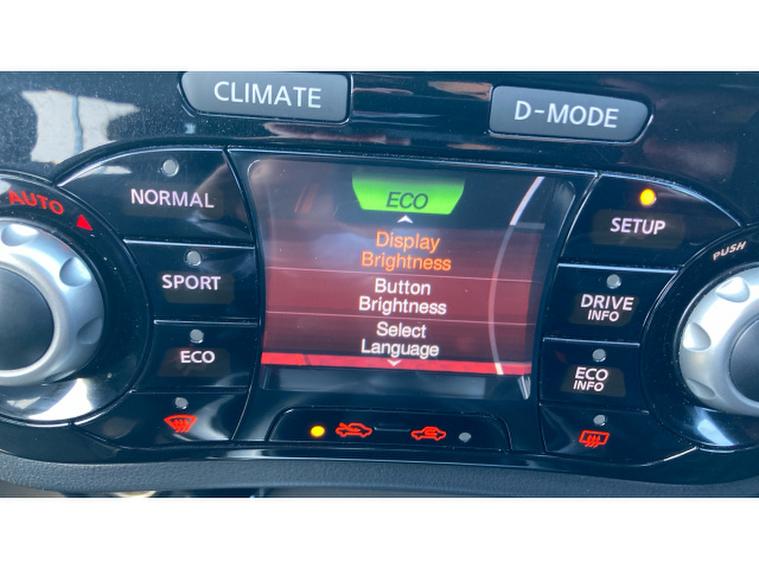 CLIMATE
D-MODE
NORMAL
ECO
SETUP
AUTO
Display
Brightness
PUSH
SPORT
Button
Brightness
DRIVE
INFO
Select
Language
ECO
ECO
INFO